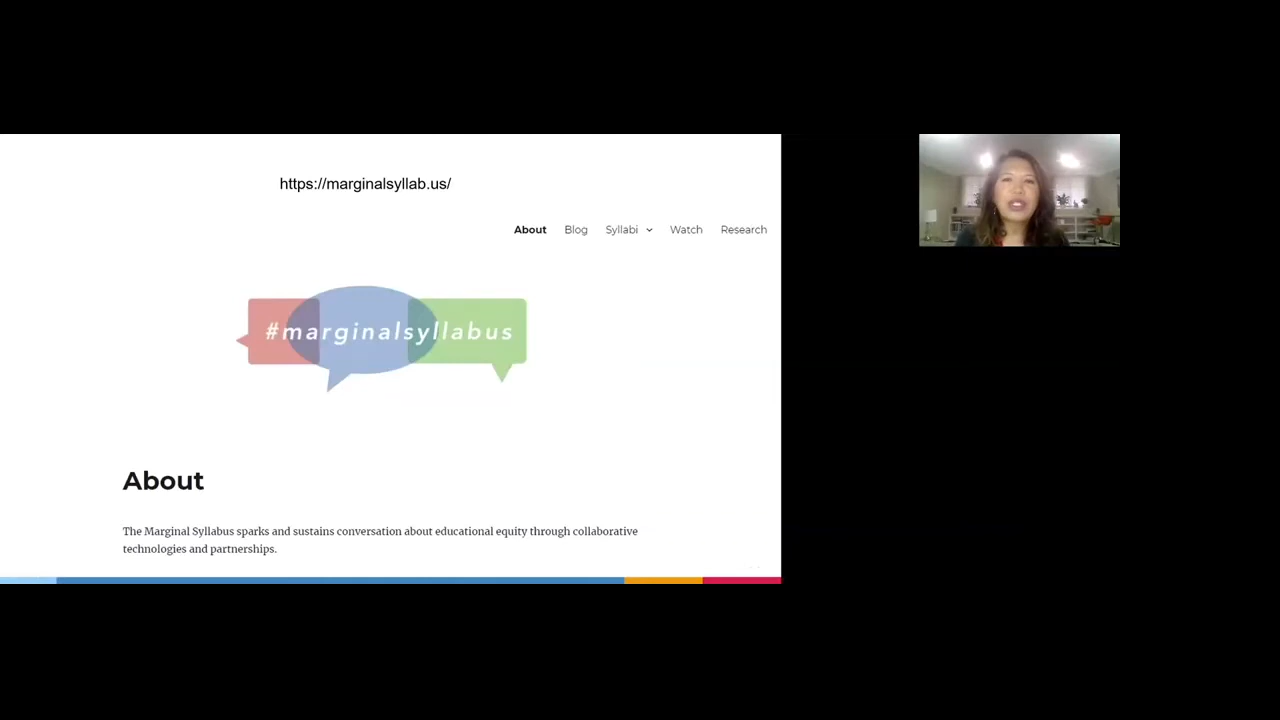 https://marginalsyllab.us/
About Blog Syllabi Watch Research
#marginalsyllabus
About
The Marginal Syllabus sparks and sustains conversation about educational equity through collaborative
technologies and partnerships.